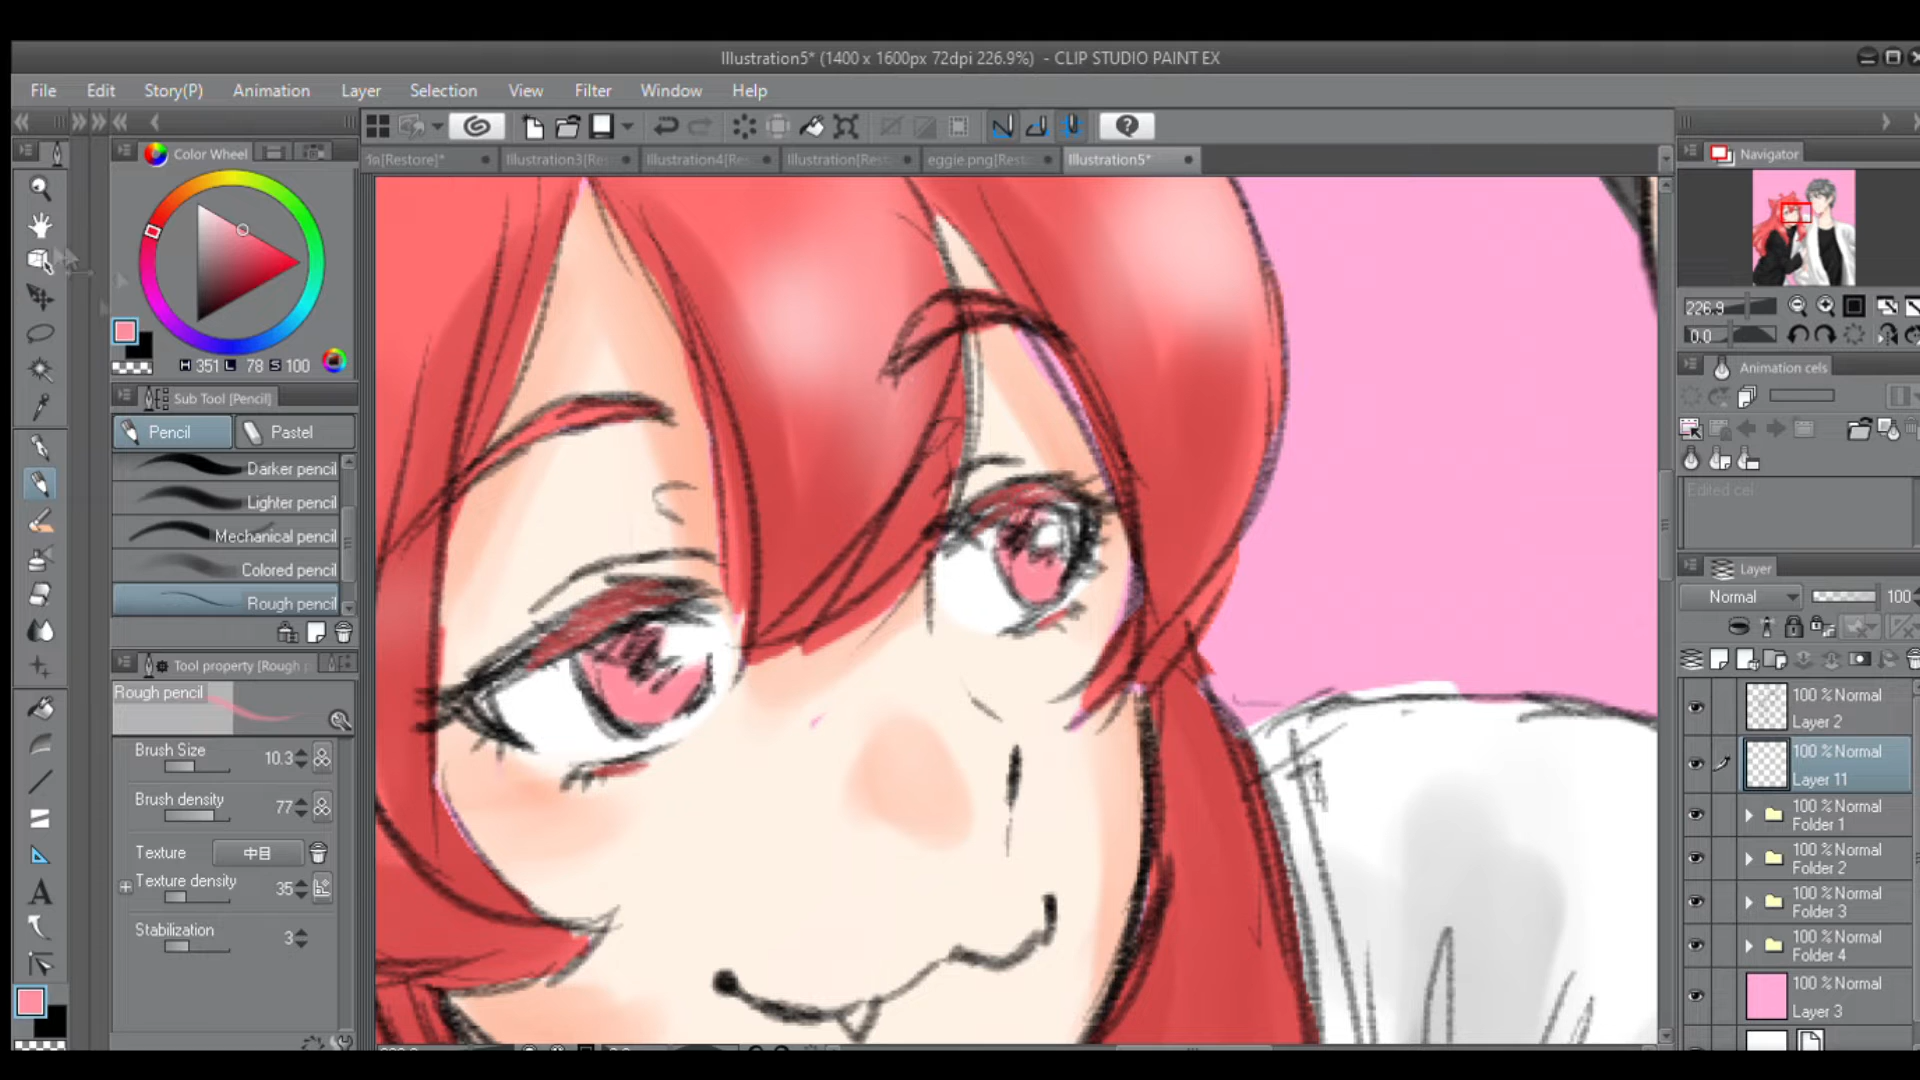 Illustration5* (1400 x 1600px 72dpi 226.9%) - CLIP STUDIO PAINT EX
File Edit Story(P) Animation Layer Selection View Filter Window Help
[Restore]* Illustration3[Res Illustration4[Res Illustration[Rest eggie.png[Rest Illustration5*
Color Wheel
H 351 L 78 S 100
Sub Tool [Pencil]
Pencil Pastel
Darker pencil
Lighter pencil
Mechanical pencil
Colored pencil
Rough pencil
Tool property [Rough p
Rough pencil
Brush Size 10.3
Brush density 77
Texture 中目
Texture density 35
Stabilization 3
A
Navigator
226.9
0.0
Animation cels
Edited cel
Layer
Normal 100
100 % Normal
Layer 2
100 % Normal
Layer 11
100 % Normal
Folder 1
100 % Normal
Folder 2
100 % Normal
Folder 3
100 % Normal
Folder 4
100 % Normal
Layer 3